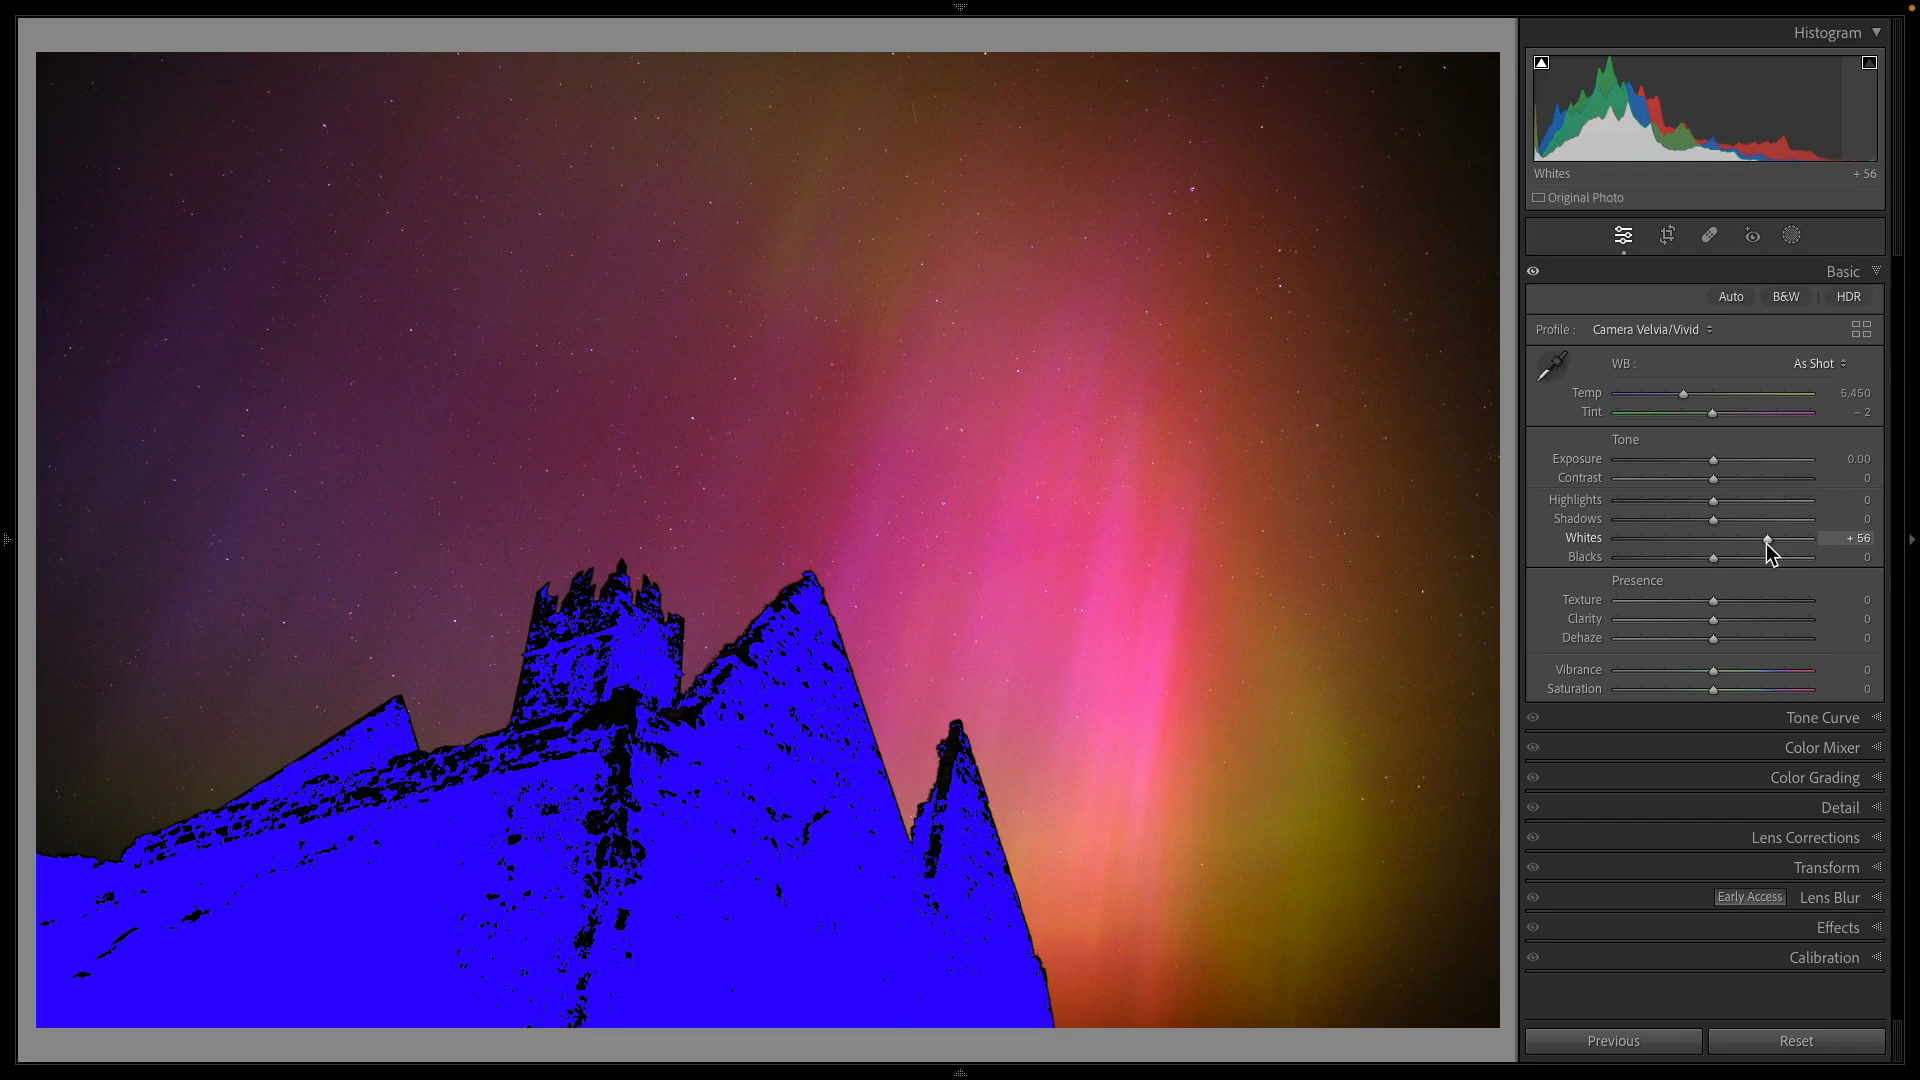 Histogram
Whites + 56
Original Photo
Basic
Auto B&W HDR
Profile : Camera Velvia/Vivid
WB : As Shot
Temp 5,450
Tint − 2
Tone
Exposure 0.00
Contrast 0
Highlights 0
Shadows 0
Whites + 56
Blacks 0
Presence
Texture 0
Clarity 0
Dehaze 0
Vibrance 0
Saturation 0
Tone Curve
Color Mixer
Color Grading
Detail
Lens Corrections
Transform
Early Access Lens Blur
Effects
Calibration
Previous Reset